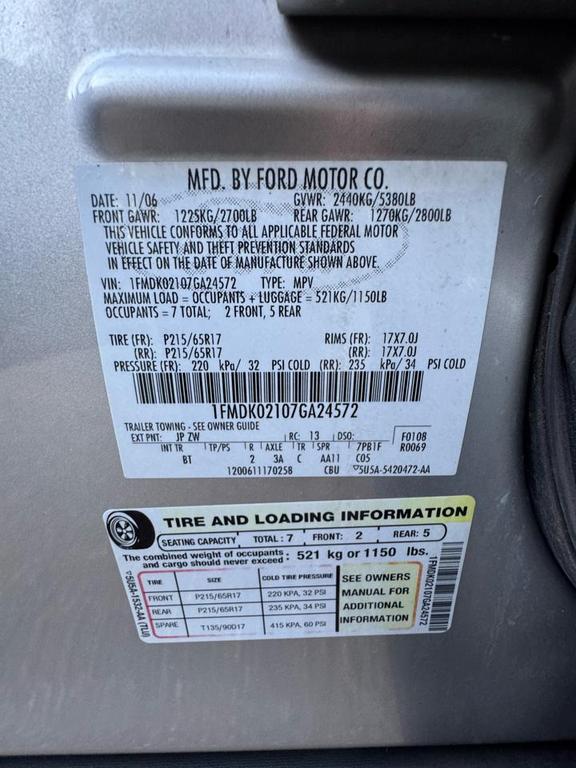 MFD. BY FORD MOTOR CO.
DATE: 11/06 GVWR: 2440KG/5380LB
FRONT GAWR: 1225KG/2700LB REAR GAWR: 1270KG/2800LB
THIS VEHICLE CONFORMS TO ALL APPLICABLE FEDERAL MOTOR
VEHICLE SAFETY AND THEFT PREVENTION STANDARDS
IN EFFECT ON THE DATE OF MANUFACTURE SHOWN ABOVE.
VIN: 1FMDK02107GA24572 TYPE: MPV
MAXIMUM LOAD = OCCUPANTS + LUGGAGE = 521KG/1150LB
OCCUPANTS = 7 TOTAL; 2 FRONT, 5 REAR
TIRE (FR): P215/65R17 RIMS (FR): 17X7.0J
(RR): P215/65R17 (RR): 17X7.0J
PRESSURE (FR): 220 kPa/ 32 PSI COLD (RR): 235 kPa/ 34 PSI COLD
1FMDK02107GA24572
TRAILER TOWING - SEE OWNER GUIDE
EXT PNT: JP ZW RC: 13 DSO: F0108
INT TR TP/PS R AXLE TR SPR 7PB1F R0069
BT 2 3A C AA11 C05
1200611170258 CBU ▽5U5A-5420472-AA
TIRE AND LOADING INFORMATION
SEATING CAPACITY TOTAL: 7 FRONT: 2 REAR: 5
The combined weight of occupants and cargo should never exceed : 521 kg or 1150 lbs.
TIRE SIZE COLD TIRE PRESSURE
FRONT P215/65R17 220 KPA, 32 PSI
REAR P215/65R17 235 KPA, 34 PSI
SPARE T135/90D17 415 KPA, 60 PSI
SEE OWNERS
MANUAL FOR
ADDITIONAL
INFORMATION
▽5U5A-1532-AA (TLU)
1FMDK02107GA24572